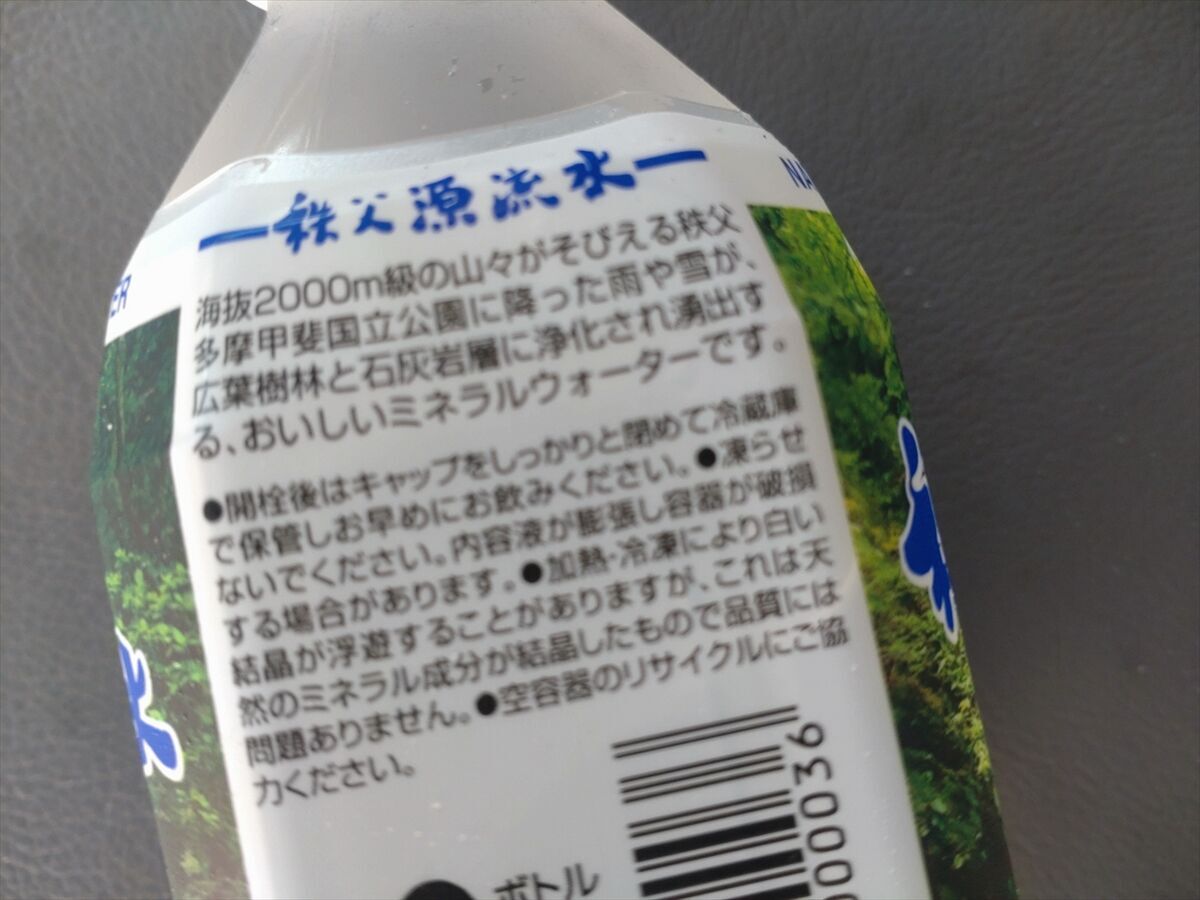 秩父源流水
海抜2000m級の山々がそびえる秩父
多摩甲斐国立公園に降った雨や雪が、
広葉樹林と石灰岩層に浄化され湧出す
る、おいしいミネラルウォーターです。
●開栓後はキャップをしっかりと閉めて冷蔵庫
で保管しお早めにお飲みください。●凍らせ
ないでください。内容液が膨張し容器が破損
する場合があります。●加熱・冷凍により白い
結晶が浮遊することがありますが、これは天
然のミネラル成分が結晶したもので品質には
問題ありません。●空容器のリサイクルにご協
力ください。
ボトル
00036
NA
ER
水